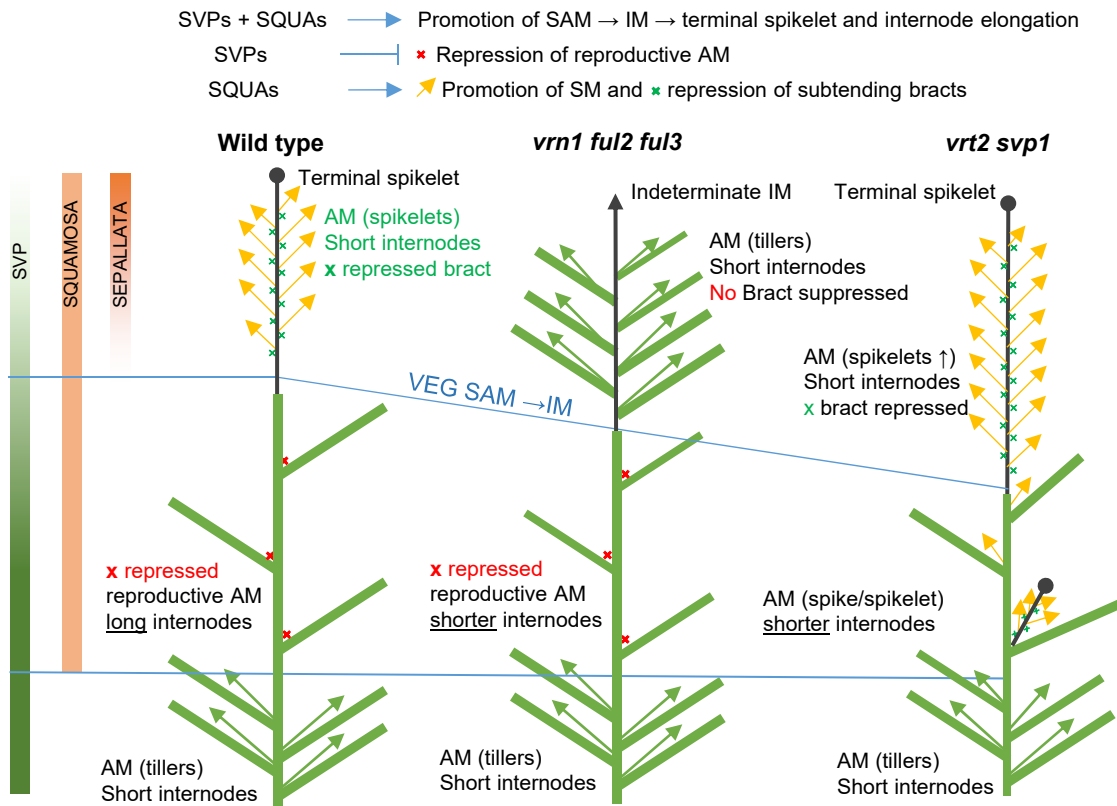 SVPs + SQUAs Promotion of SAM → IM → terminal spikelet and internode elongation
SVPs x Repression of reproductive AM
SQUAs Promotion of SM and x repression of subtending bracts
Wild type
vrn1 ful2 ful3
vrt2 svp1
SVP
SQUAMOSA
SEPALLATA
Terminal spikelet
AM (spikelets)
Short internodes
x repressed bract
Indeterminate IM
AM (tillers)
Short internodes
No Bract suppressed
Terminal spikelet
AM (spikelets ↑)
Short internodes
x bract repressed
VEG SAM →IM
x repressed
reproductive AM
long internodes
x repressed
reproductive AM
shorter internodes
AM (spike/spikelet)
shorter internodes
AM (tillers)
Short internodes
AM (tillers)
Short internodes
AM (tillers)
Short internodes